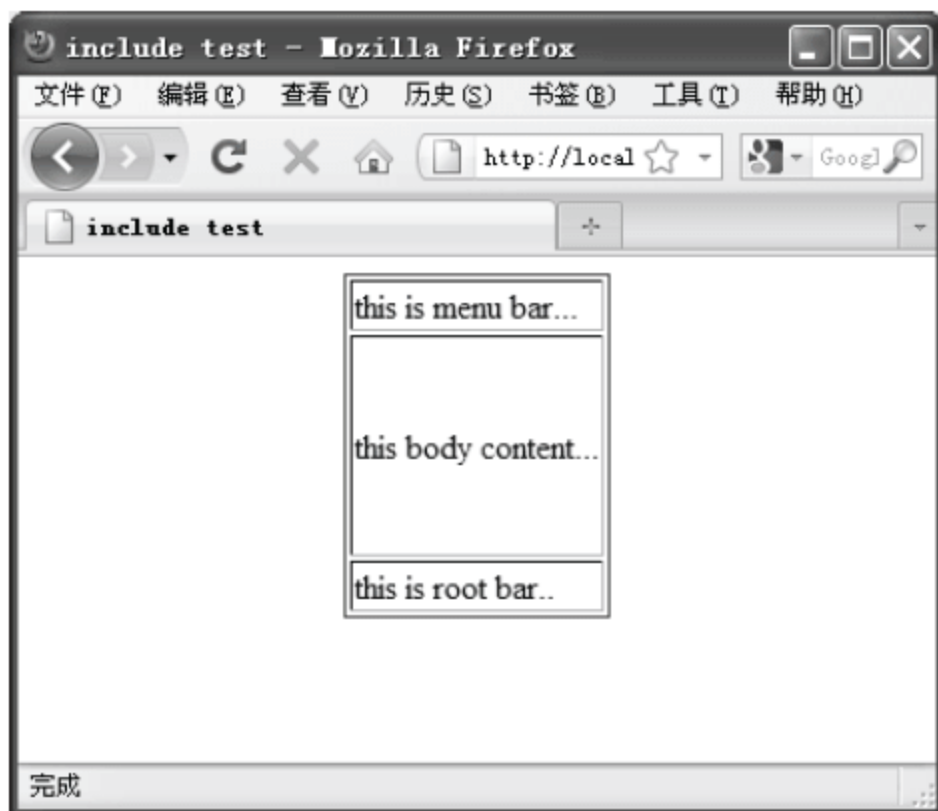 include test - Mozilla Firefox
文件(F) 编辑(E) 查看(V) 历史(S) 书签(B) 工具(T) 帮助(H)
http://local Googl
include test
this is menu bar...
this body content...
this is root bar..
完成